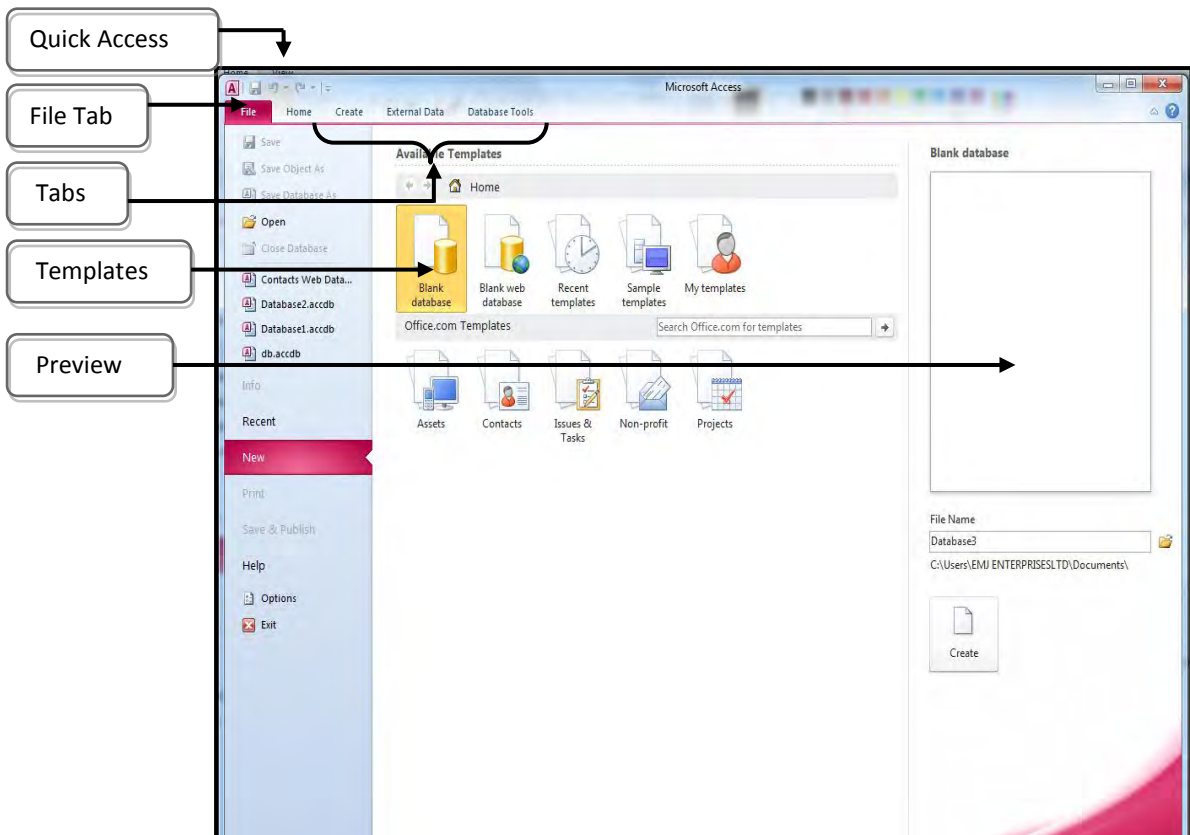 Quick Access
File Tab
Tabs
Templates
Preview
Home View
Microsoft Access
File Home Create External Data Database Tools
Save
Save Object As
Save Database As
Open
Close Database
Contacts Web Data...
Database2.accdb
Database1.accdb
db.accdb
Info
Recent
New
Print
Save & Publish
Help
Options
Exit
Available Templates
Home
Blank database
Blank web database
Recent templates
Sample templates
My templates
Office.com Templates
Search Office.com for templates
Assets
Contacts
Issues & Tasks
Non-profit
Projects
Blank database
File Name
Database3
C:\Users\EMJ ENTERPRISESLTD\Documents\
Create